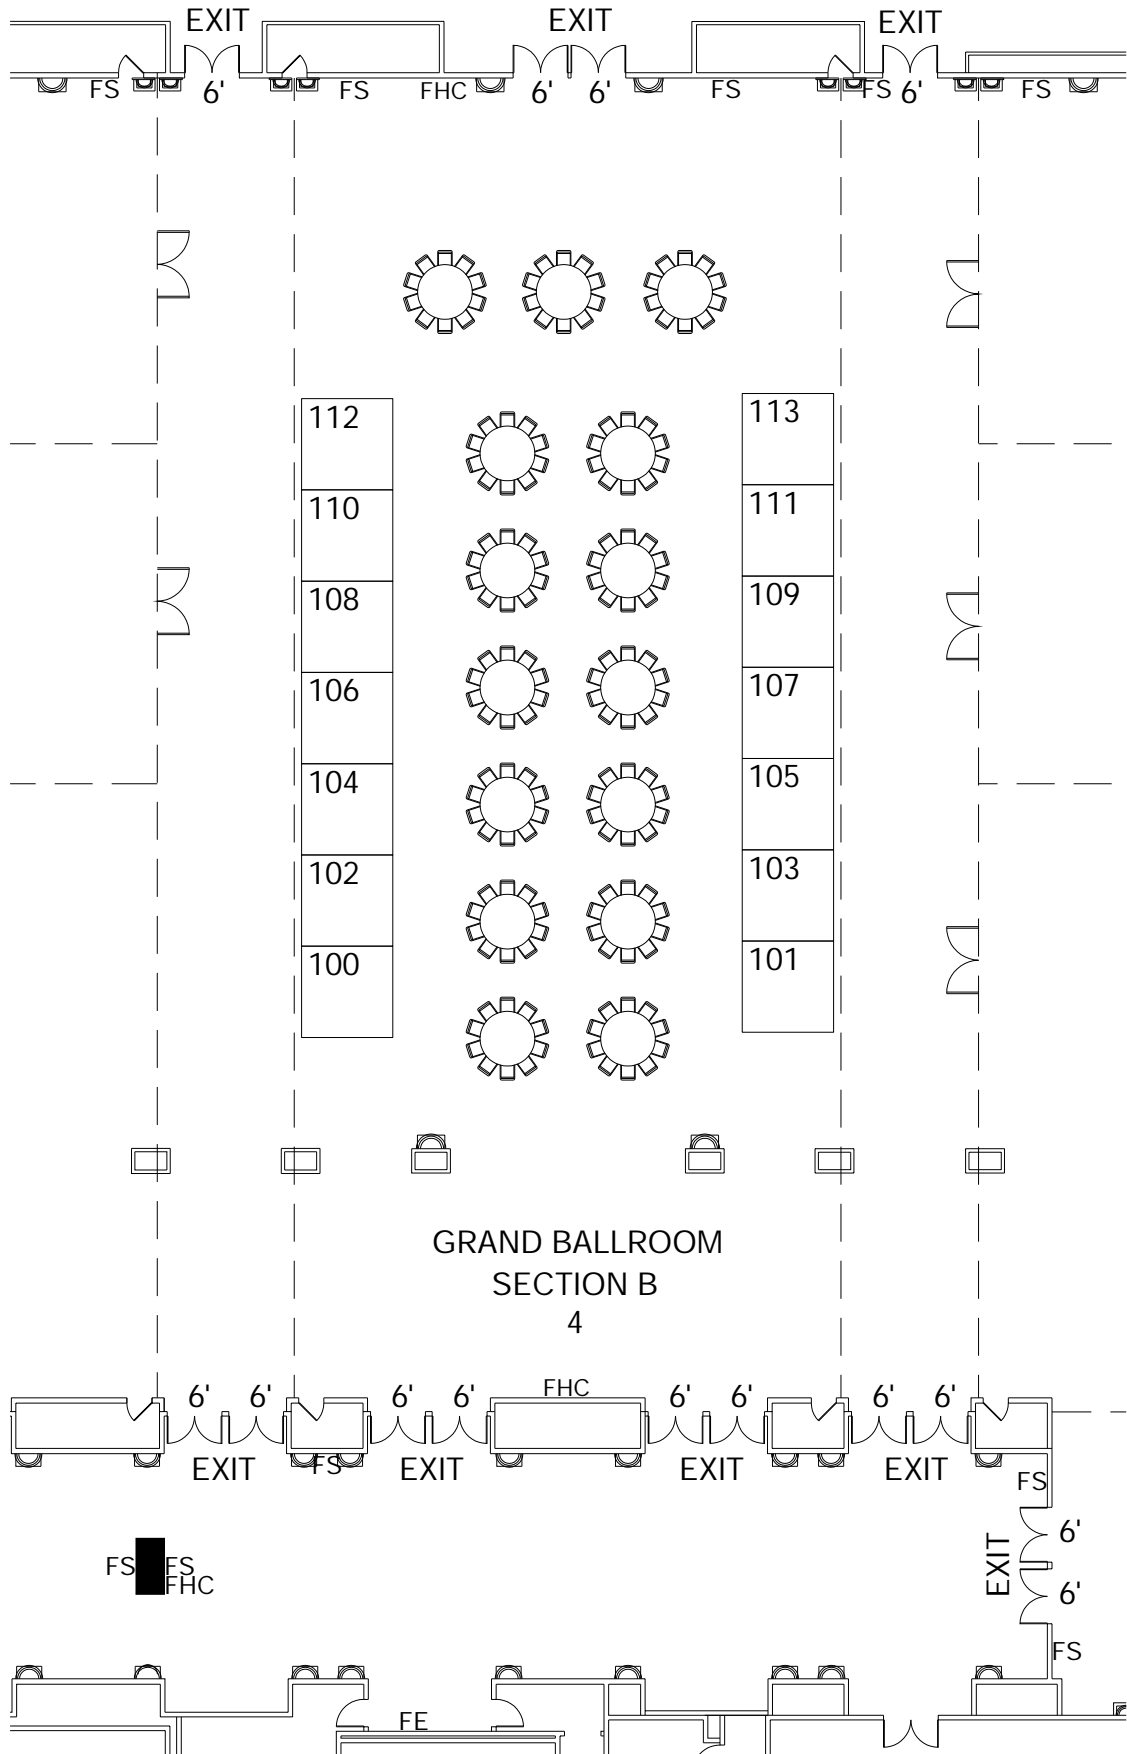 EXIT EXIT EXIT
FS 6' FS FHC 6' 6' FS FS 6' FS
112 113
110 111
108 109
106 107
104 105
102 103
100 101
GRAND BALLROOM
SECTION B
4
6' 6' 6' 6' FHC 6' 6' 6' 6'
EXIT FS EXIT EXIT EXIT
FS
6'
EXIT
6'
FS FS
FHC
FS
FE